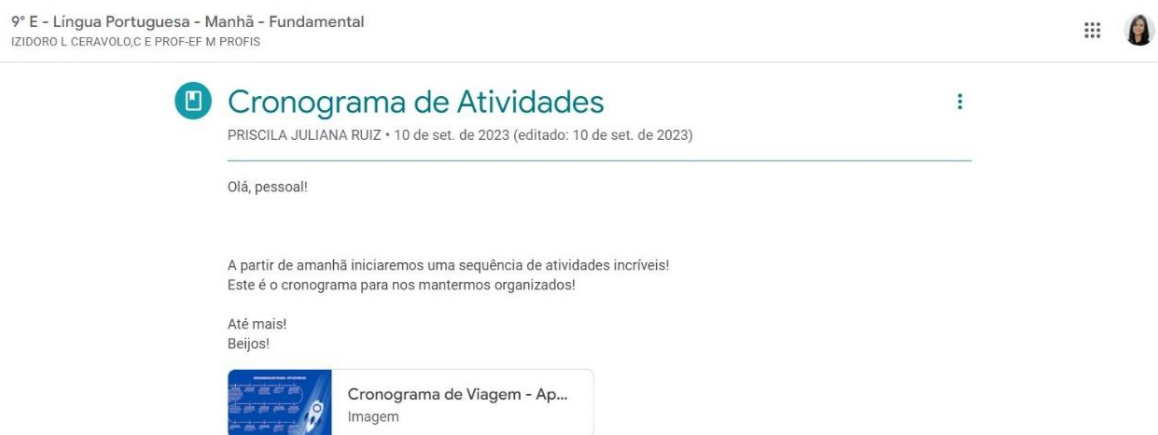 9° E - Língua Portuguesa - Manhã - Fundamental
IZIDORO L CERAVOLO,C E PROF-EF M PROFIS
Cronograma de Atividades
PRISCILA JULIANA RUIZ • 10 de set. de 2023 (editado: 10 de set. de 2023)
Olá, pessoal!
A partir de amanhã iniciaremos uma sequência de atividades incríveis!
Este é o cronograma para nos mantermos organizados!
Até mais!
Beijos!
Cronograma de Viagem - Ap...
Imagem